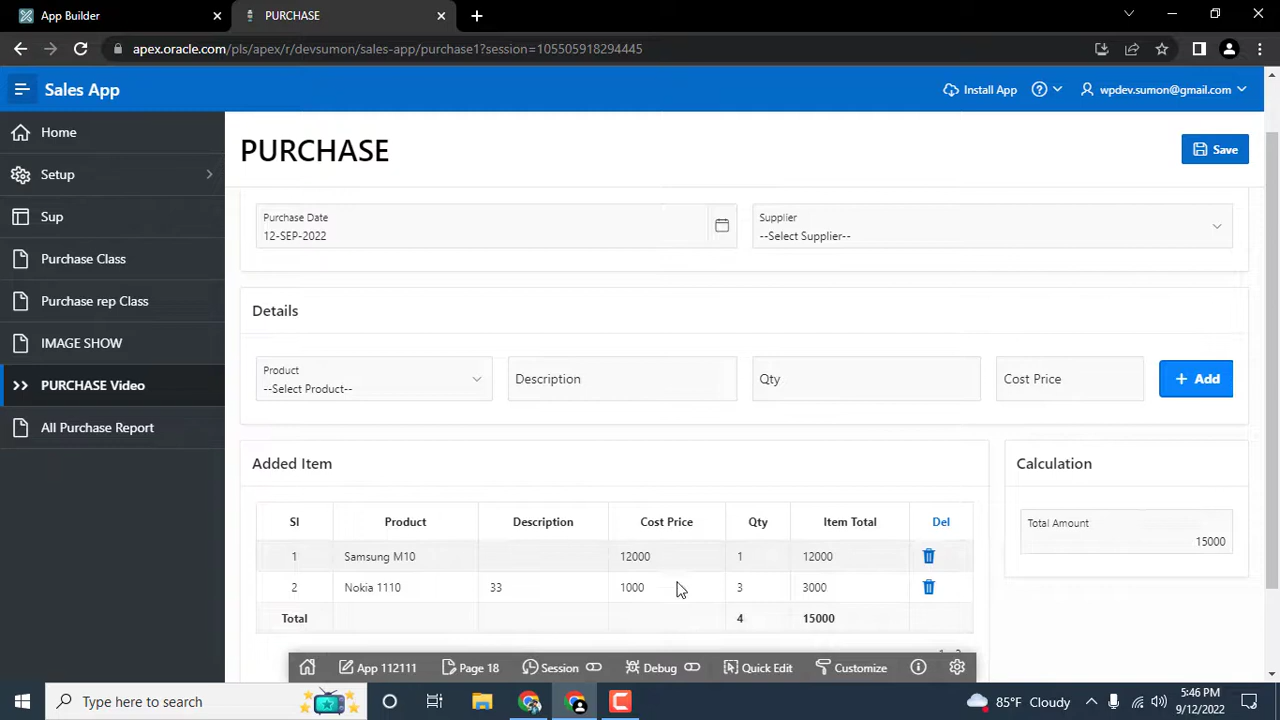 App Builder
PURCHASE
apex.oracle.com/pls/apex/r/devsumon/sales-app/purchase1?session=105505918294445
Sales App
Install App
wpdev.sumon@gmail.com
Home
Setup
Sup
Purchase Class
Purchase rep Class
IMAGE SHOW
PURCHASE Video
All Purchase Report
PURCHASE
Save
Purchase Date
12-SEP-2022
Supplier
--Select Supplier--
Details
Product
--Select Product--
Description
Qty
Cost Price
+ Add
Added Item
Sl Product Description Cost Price Qty Item Total Del
1 Samsung M10 12000 1 12000
2 Nokia 1110 33 1000 3 3000
Total 4 15000
Calculation
Total Amount
15000
App 112111 Page 18 Session Debug Quick Edit Customize
Type here to search
85°F Cloudy
5:46 PM
9/12/2022